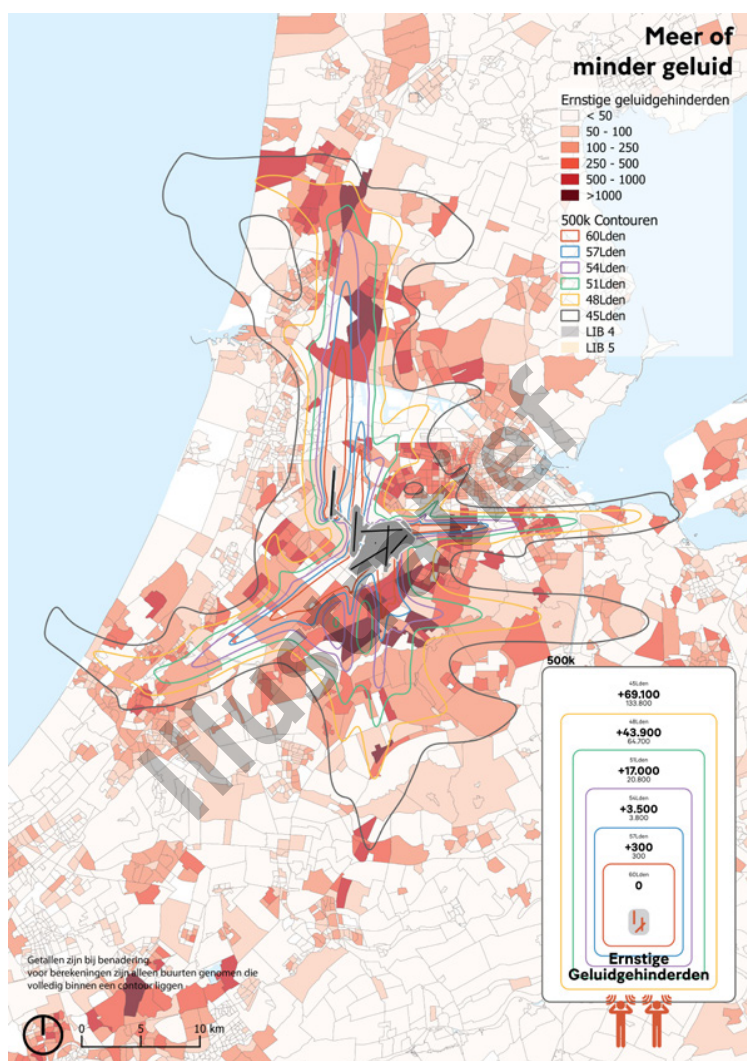 Meer of
minder geluid
Ernstige geluidgehinderden
< 50
50 - 100
100 - 250
250 - 500
500 - 1000
>1000
500k Contouren
60Lden
57Lden
54Lden
51Lden
48Lden
45Lden
LIB 4
LIB 5
Illustratief
500k
45Lden
+69.100
133.800
48Lden
+43.900
64.700
51Lden
+17.000
20.800
54Lden
+3.500
3.800
57Lden
+300
300
60Lden
0
Ernstige
Geluidgehinderden
Getallen zijn bij benadering.
voor berekeningen zijn alleen buurten genomen die
volledig binnen een contour liggen
0 5 10 km